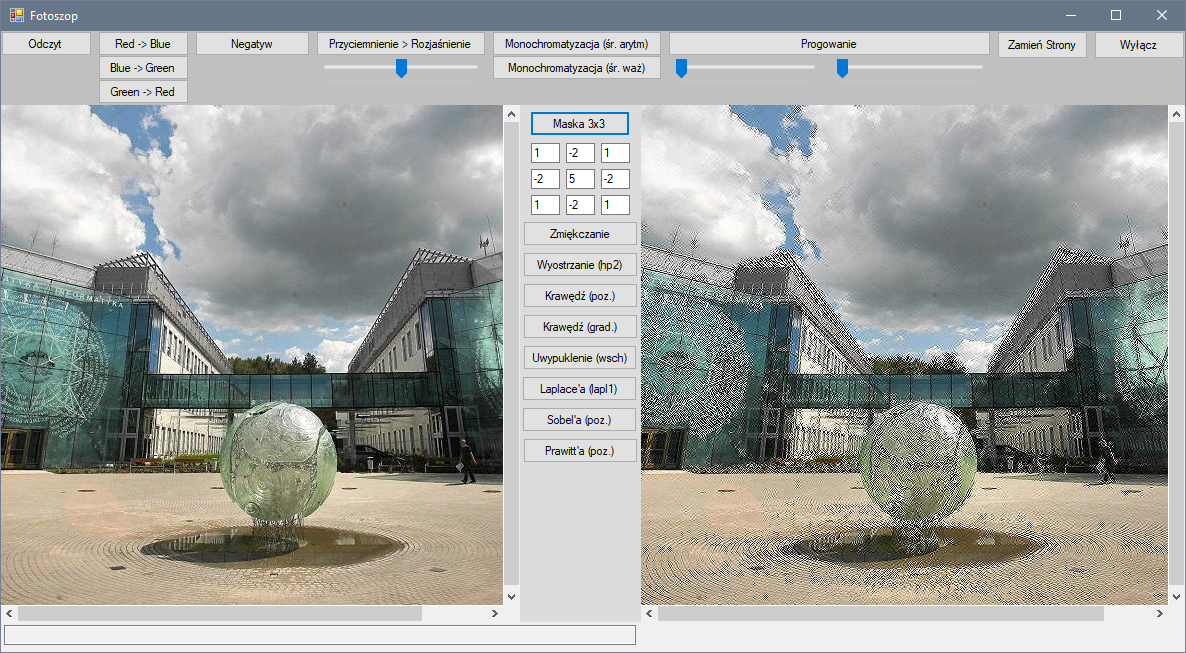 Fotoszop
Odczyt
Red -> Blue
Negatyw
Przyciemnienie > Rozjaśnienie
Monochromatyzacja (śr. arytm)
Progowanie
Zamień Strony
Wyłącz
Blue -> Green
Monochromatyzacja (śr. waż)
Green -> Red
Maska 3x3
1 -2 1
-2 5 -2
1 -2 1
Zmiękczanie
Wyostrzanie (hp2)
Krawędź (poz.)
Krawędź (grad.)
Uwypuklenie (wsch)
Laplace'a (lapl1)
Sobel'a (poz.)
Prawitt'a (poz.)
INFORMATYKA